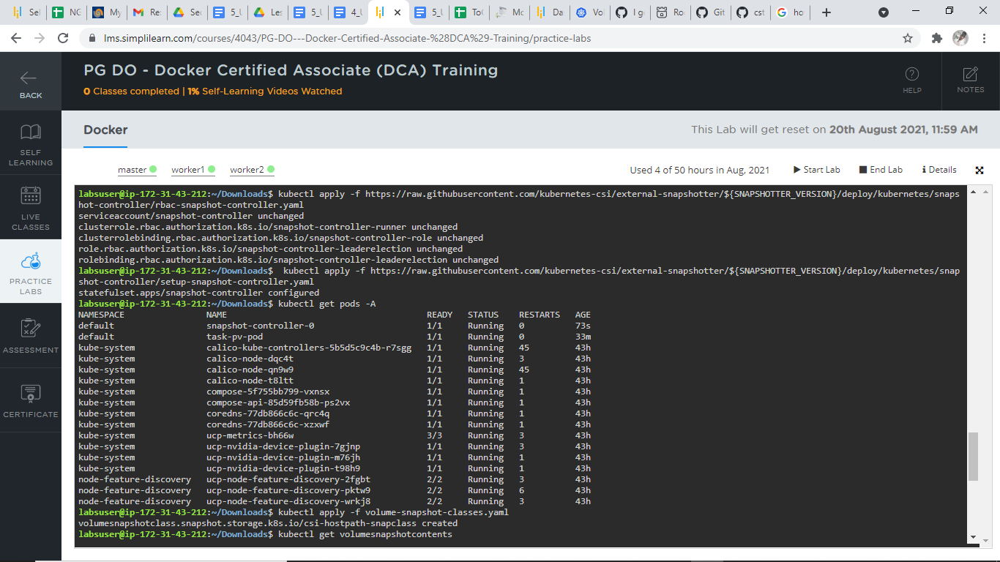 Se
NG
My
Re
Sec
5_U
Les
5_U
4_U
5_U
ToC
Mo
Da
Vo
I g
Ro
Git
cst
ho
lms.simplilearn.com/courses/4043/PG-DO---Docker-Certified-Associate-%28DCA%29-Training/practice-labs
BACK
PG DO - Docker Certified Associate (DCA) Training
0 Classes completed | 1% Self-Learning Videos Watched
HELP
NOTES
SELF
LEARNING
LIVE
CLASSES
PRACTICE
LABS
ASSESSMENT
CERTIFICATE
Docker
This Lab will get reset on 20th August 2021, 11:59 AM
master worker1 worker2
Used 4 of 50 hours in Aug, 2021 Start Lab End Lab Details
labsuser@ip-172-31-43-212:~/Downloads$ kubectl apply -f https://raw.githubusercontent.com/kubernetes-csi/external-snapshotter/${SNAPSHOTTER_VERSION}/deploy/kubernetes/snaps
hot-controller/rbac-snapshot-controller.yaml
serviceaccount/snapshot-controller unchanged
clusterrole.rbac.authorization.k8s.io/snapshot-controller-runner unchanged
clusterrolebinding.rbac.authorization.k8s.io/snapshot-controller-role unchanged
role.rbac.authorization.k8s.io/snapshot-controller-leaderelection unchanged
rolebinding.rbac.authorization.k8s.io/snapshot-controller-leaderelection unchanged
labsuser@ip-172-31-43-212:~/Downloads$  kubectl apply -f https://raw.githubusercontent.com/kubernetes-csi/external-snapshotter/${SNAPSHOTTER_VERSION}/deploy/kubernetes/snap
shot-controller/setup-snapshot-controller.yaml
statefulset.apps/snapshot-controller configured
labsuser@ip-172-31-43-212:~/Downloads$ kubectl get pods -A
NAMESPACE NAME READY STATUS RESTARTS AGE
default snapshot-controller-0 1/1 Running 0 73s
default task-pv-pod 1/1 Running 0 33m
kube-system calico-kube-controllers-5b5d5c9c4b-r7sgg 1/1 Running 45 43h
kube-system calico-node-dqc4t 1/1 Running 3 43h
kube-system calico-node-qn9w9 1/1 Running 45 43h
kube-system calico-node-t8ltt 1/1 Running 1 43h
kube-system compose-5f755bb799-vxnsx 1/1 Running 1 43h
kube-system compose-api-85d59fb58b-ps2vx 1/1 Running 1 43h
kube-system coredns-77db866c6c-qrc4q 1/1 Running 1 43h
kube-system coredns-77db866c6c-xzxwf 1/1 Running 1 43h
kube-system ucp-metrics-bh66w 3/3 Running 3 43h
kube-system ucp-nvidia-device-plugin-7gjnp 1/1 Running 3 43h
kube-system ucp-nvidia-device-plugin-m76jh 1/1 Running 1 43h
kube-system ucp-nvidia-device-plugin-t98h9 1/1 Running 1 43h
node-feature-discovery ucp-node-feature-discovery-2fgbt 2/2 Running 3 43h
node-feature-discovery ucp-node-feature-discovery-pktw9 2/2 Running 6 43h
node-feature-discovery ucp-node-feature-discovery-wrkj8 2/2 Running 3 43h
labsuser@ip-172-31-43-212:~/Downloads$ kubectl apply -f volume-snapshot-classes.yaml
volumesnapshotclass.snapshot.storage.k8s.io/csi-hostpath-snapclass created
labsuser@ip-172-31-43-212:~/Downloads$ kubectl get volumesnapshotcontents